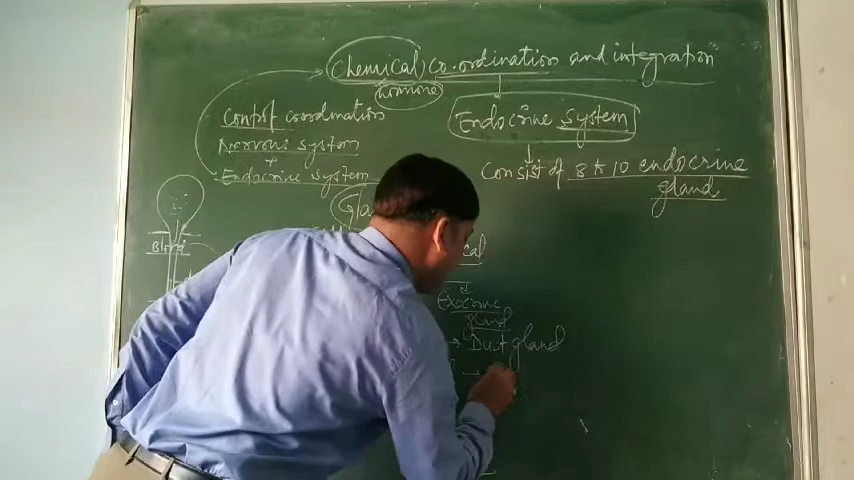 Chemical, co.ordination and integration
hormone
Control coordination
Nervous system
+
Endocrine system
Endocrine System
Consist of 8 to 10 endocrine
gland
Blood
Exocrine
gland
→ Duct gland